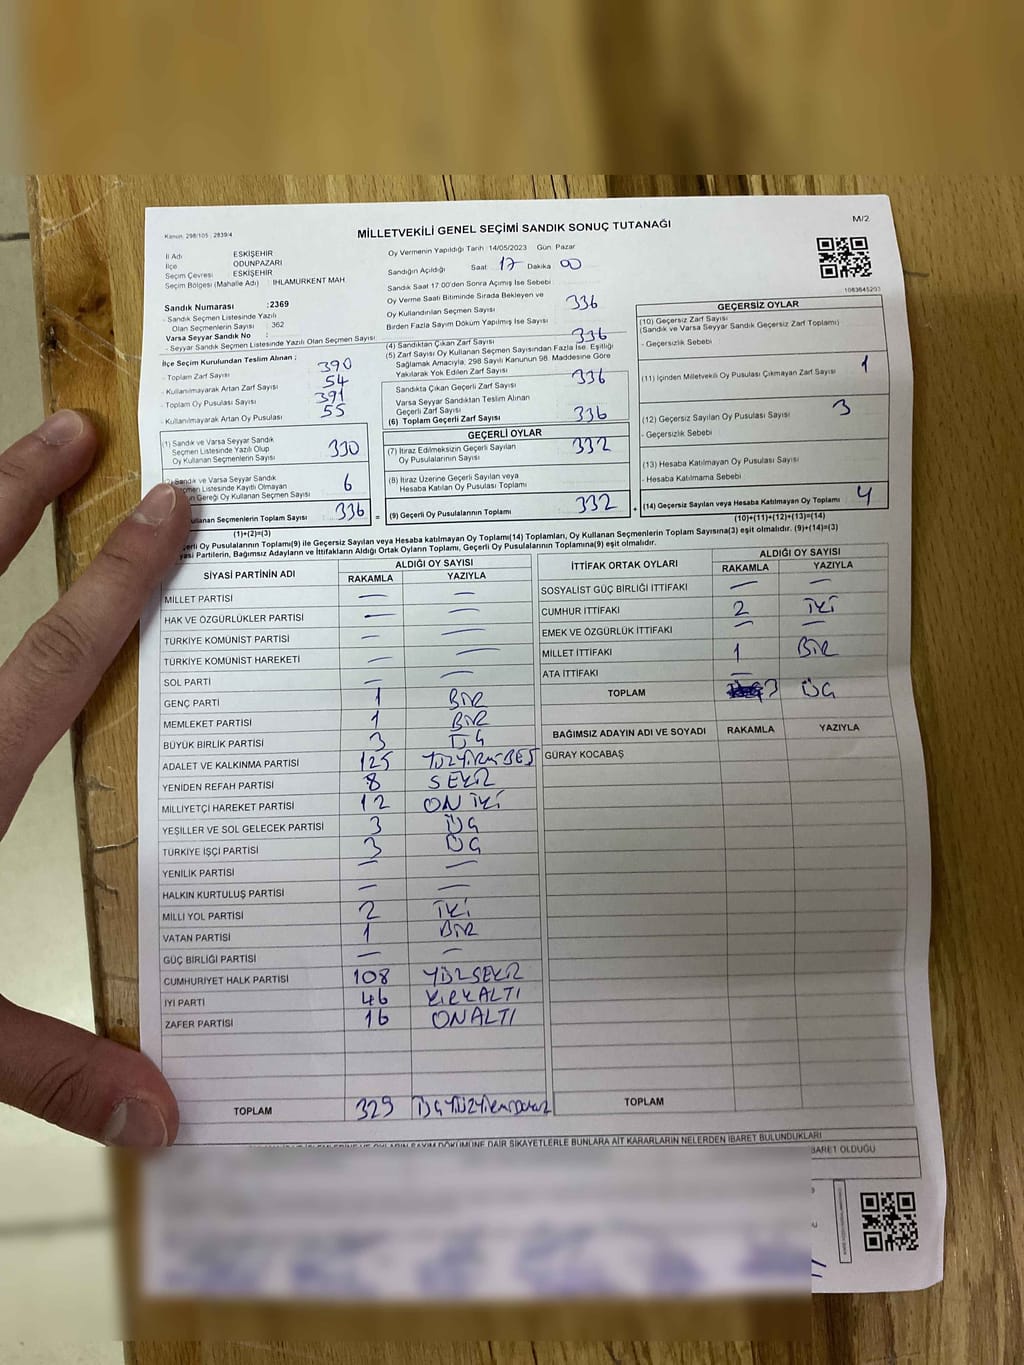 Kanun: 298/105 , 2839/4
MİLLETVEKİLİ GENEL SEÇİMİ SANDIK SONUÇ TUTANAĞI
M/2
İl Adı : ESKİŞEHİR
İlçe : ODUNPAZARI
Seçim Çevresi : ESKİŞEHİR
Seçim Bölgesi (Mahalle Adı) : IHLAMURKENT MAH
Sandık Numarası :2369
- Sandık Seçmen Listesinde Yazılı
Olan Seçmenlerin Sayısı : 362
Varsa Seyyar Sandık No :
- Seyyar Sandık Seçmen Listesinde Yazılı Olan Seçmen Sayısı
Oy Vermenin Yapıldığı Tarih :14/05/2023 Gün: Pazar
Sandığın Açıldığı Saat 17 Dakika 00
Sandık Saat 17.00'den Sonra Açılmış İse Sebebi
Oy Verme Saati Bitiminde Sırada Bekleyen ve
Oy Kullandırılan Seçmen Sayısı 336
Birden Fazla Sayım Döküm Yapılmış İse Sayısı
1083645203
İlçe Seçim Kurulundan Teslim Alınan ;
- Toplam Zarf Sayısı 390
- Kullanılmayarak Artan Zarf Sayısı 54
- Toplam Oy Pusulası Sayısı 391
- Kullanılmayarak Artan Oy Pusulası 55
(4) Sandıktan Çıkan Zarf Sayısı 336
(5) Zarf Sayısı Oy Kullanan Seçmen Sayısından Fazla İse, Eşitliği
Sağlamak Amacıyla, 298 Sayılı Kanunun 98. Maddesine Göre
Yakılarak Yok Edilen Zarf Sayısı
Sandıkta Çıkan Geçerli Zarf Sayısı 336
Varsa Seyyar Sandıktan Teslim Alınan
Geçerli Zarf Sayısı
(6) Toplam Geçerli Zarf Sayısı 336
GEÇERSİZ OYLAR
(10) Geçersiz Zarf Sayısı
(Sandık ve Varsa Seyyar Sandık Geçersiz Zarf Toplamı)
- Geçersizlik Sebebi
(11) İçinden Milletvekili Oy Pusulası Çıkmayan Zarf Sayısı 1
(12) Geçersiz Sayılan Oy Pusulası Sayısı 3
- Geçersizlik Sebebi
(13) Hesaba Katılmayan Oy Pusulası Sayısı
- Hesaba Katılmama Sebebi
(14) Geçersiz Sayılan veya Hesaba Katılmayan Oy Toplamı 4
(10)+(11)+(12)+(13)=(14)
(1) Sandık ve Varsa Seyyar Sandık
Seçmen Listesinde Yazılı Olup
Oy Kullanan Seçmenlerin Sayısı 330
Sandık ve Varsa Seyyar Sandık
Listesinde Kayıtlı Olmayan
Gereği Oy Kullanan Seçmen Sayısı 6
Seçmenlerin Toplam Sayısı 336 =
(1)+(2)=(3)
GEÇERLİ OYLAR
(7) İtiraz Edilmeksizin Geçerli Sayılan
Oy Pusulalarının Sayısı 332
(8) İtiraz Üzerine Geçerli Sayılan veya
Hesaba Katılan Oy Pusulası Toplamı
(9) Geçerli Oy Pusulalarının Toplamı 332 +
Oy Pusulalarının Toplamı(9) ile Geçersiz Sayılan veya Hesaba katılmayan Oy Toplamı(14) Toplamları, Oy Kullanan Seçmenlerin Toplam Sayısına(3) eşit olmalıdır. (9)+(14)=(3)
Partilerin, Bağımsız Adayların ve İttifakların Aldığı Ortak Oyların Toplamı, Geçerli Oy Pusulalarının Toplamına(9) eşit olmalıdır.
SİYASİ PARTİNİN ADI ALDIĞI OY SAYISI
RAKAMLA YAZIYLA
MİLLET PARTİSİ — —
HAK VE ÖZGÜRLÜKLER PARTİSİ — —
TÜRKİYE KOMÜNİST PARTİSİ — —
TÜRKİYE KOMÜNİST HAREKETİ — —
SOL PARTİ — —
GENÇ PARTİ 1 BİR
MEMLEKET PARTİSİ 1 BİR
BÜYÜK BİRLİK PARTİSİ 3 ÜÇ
ADALET VE KALKINMA PARTİSİ 125 YÜZYİRMİBEŞ
YENİDEN REFAH PARTİSİ 8 SEKİZ
MİLLİYETÇİ HAREKET PARTİSİ 12 ON İKİ
YEŞİLLER VE SOL GELECEK PARTİSİ 3 ÜÇ
TÜRKİYE İŞÇİ PARTİSİ 3 ÜÇ
YENİLİK PARTİSİ — —
HALKIN KURTULUŞ PARTİSİ — —
MİLLİ YOL PARTİSİ 2 İKİ
VATAN PARTİSİ 1 BİR
GÜÇ BİRLİĞİ PARTİSİ — —
CUMHURİYET HALK PARTİSİ 108 YÜZSEKİZ
İYİ PARTİ 46 KIRKALTI
ZAFER PARTİSİ 16 ONALTI
TOPLAM 329 ÜÇYÜZYİRMİDOKUZ
İTTİFAK ORTAK OYLARI ALDIĞI OY SAYISI
RAKAMLA YAZIYLA
SOSYALİST GÜÇ BİRLİĞİ İTTİFAKI — —
CUMHUR İTTİFAKI 2 İKİ
EMEK VE ÖZGÜRLÜK İTTİFAKI — —
MİLLET İTTİFAKI 1 BİR
ATA İTTİFAKI —
TOPLAM 3 ÜÇ
BAĞIMSIZ ADAYIN ADI VE SOYADI RAKAMLA YAZIYLA
GÜRAY KOCABAŞ
TOPLAM
OYLARIN SAYIM DÖKÜMÜNE DAİR ŞİKAYETLERLE BUNLARA AİT KARARLARIN NELERDEN İBARET BULUNDUKLARI
İBARET OLDUĞU